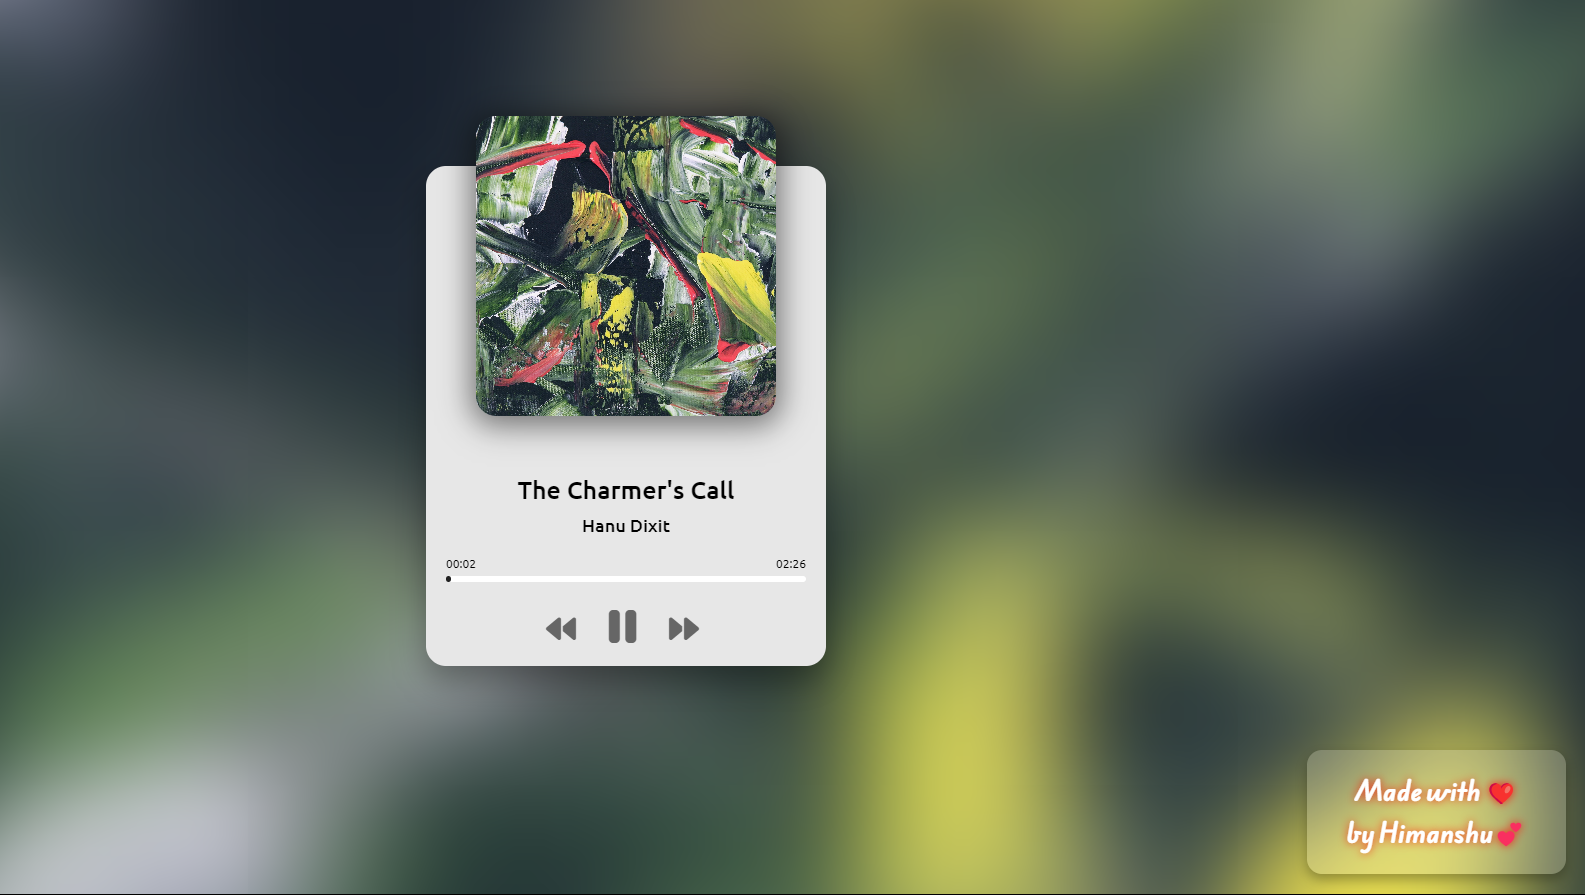 The Charmer's Call
Hanu Dixit
00:02 02:26
Made with ❤️
by Himanshu 💕